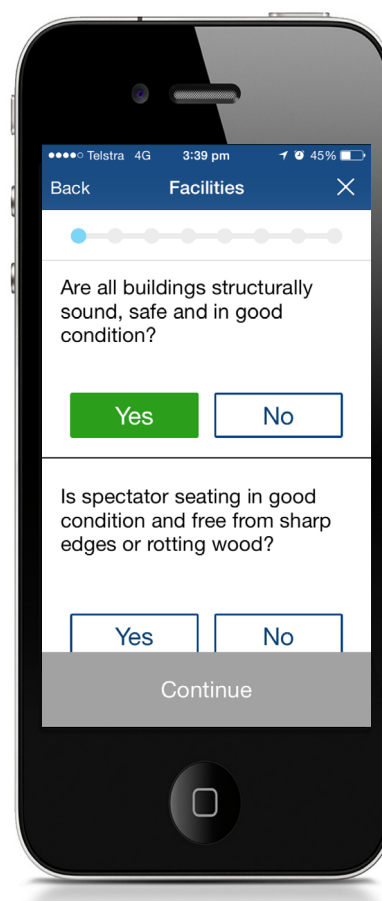 Telstra 4G 3:39 pm 45%
Back Facilities
Are all buildings structurally
sound, safe and in good
condition?
Yes No
Is spectator seating in good
condition and free from sharp
edges or rotting wood?
Yes No
Continue